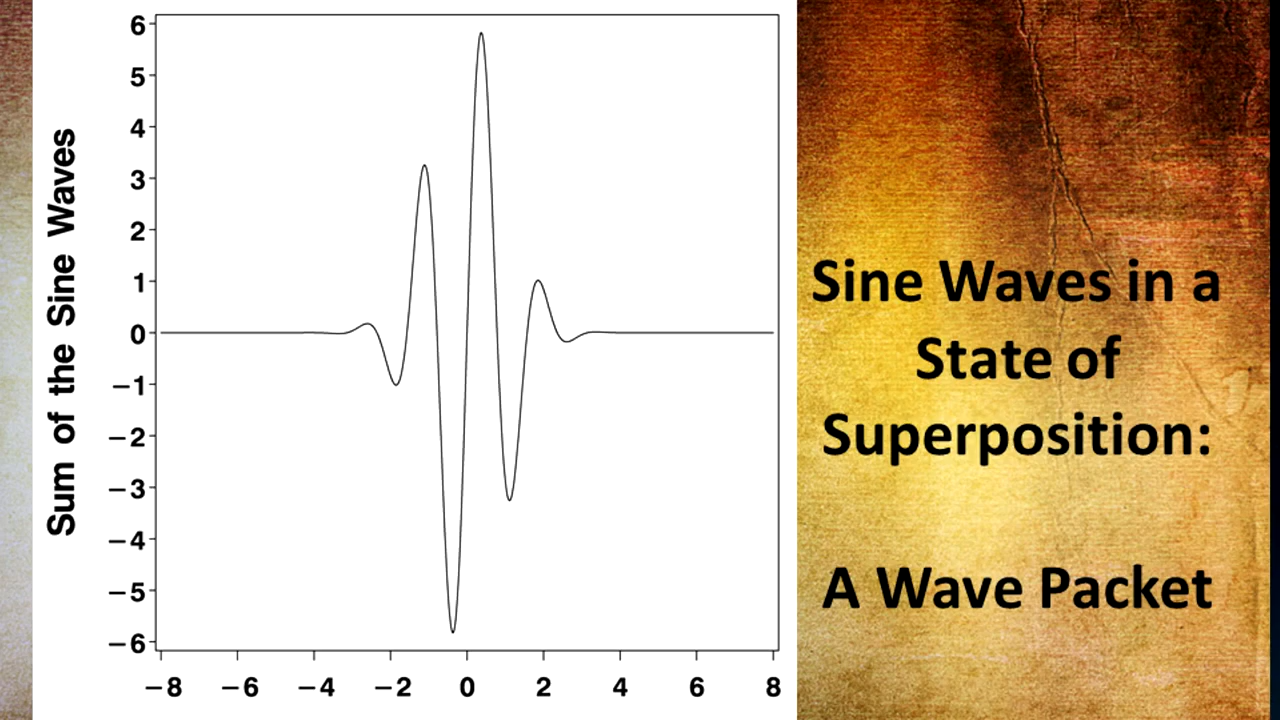 Sum of the Sine Waves
6
5
4
3
2
1
0
−1
−2
−3
−4
−5
−6
−8 −6 −4 −2 0 2 4 6 8
Sine Waves in a
State of
Superposition:
A Wave Packet